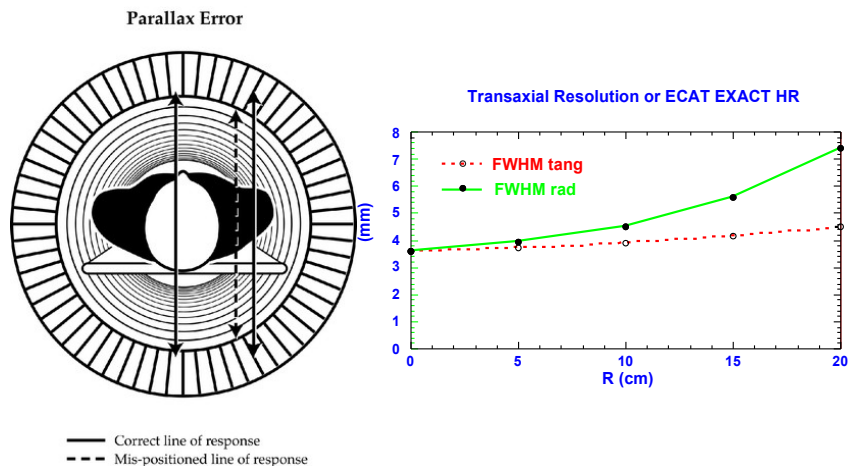 Parallax Error
Correct line of response
Mis-positioned line of response
Transaxial Resolution or ECAT EXACT HR
8
7
6
5
4
3
2
1
0
(mm)
FWHM tang
FWHM rad
0 5 10 15 20
R (cm)